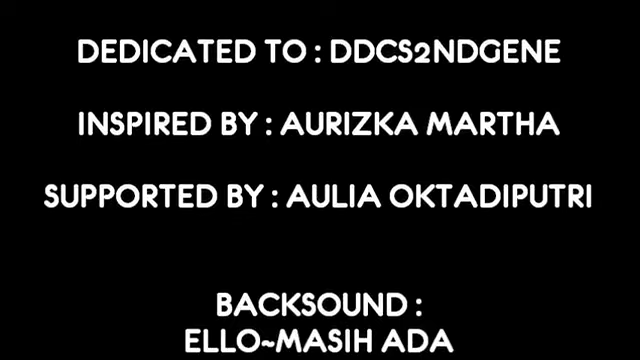 DEDICATED TO : DDCS2NDGENE
INSPIRED BY : AURIZKA MARTHA
SUPPORTED BY : AULIA OKTADIPUTRI
BACKSOUND :
ELLO~MASIH ADA